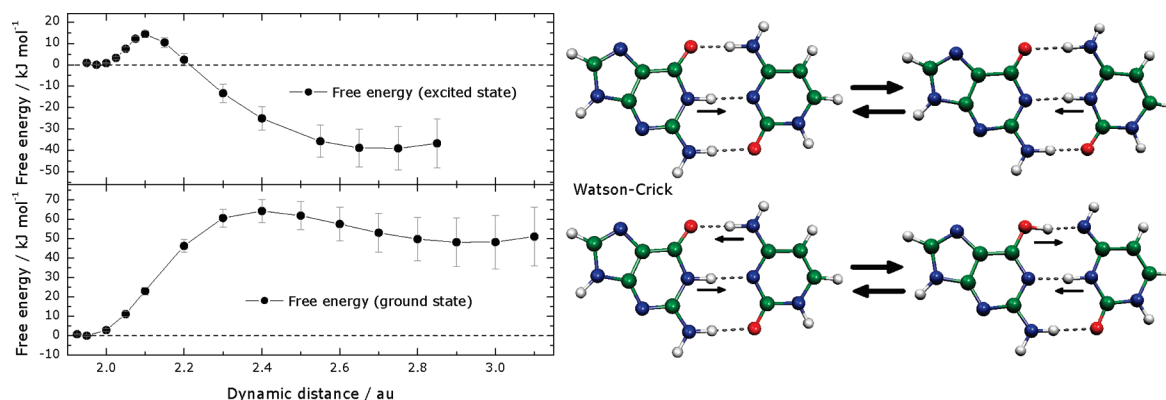 20
10
0
-10
-20
-30
-40
-50
Free energy / kJ mol⁻¹
Free energy (excited state)
70
60
50
40
30
20
10
0
-10
Free energy / kJ mol⁻¹
Free energy (ground state)
2.0 2.2 2.4 2.6 2.8 3.0
Dynamic distance / au
Watson-Crick